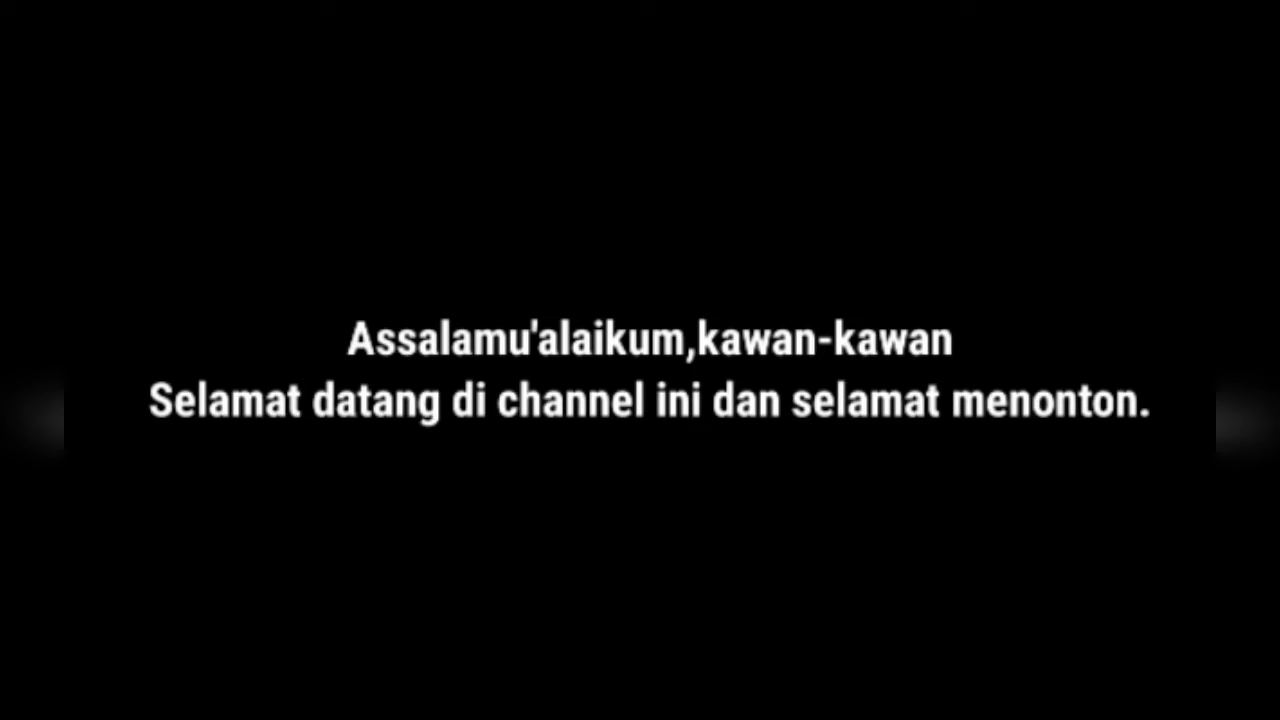 Assalamu'alaikum,kawan-kawan
Selamat datang di channel ini dan selamat menonton.